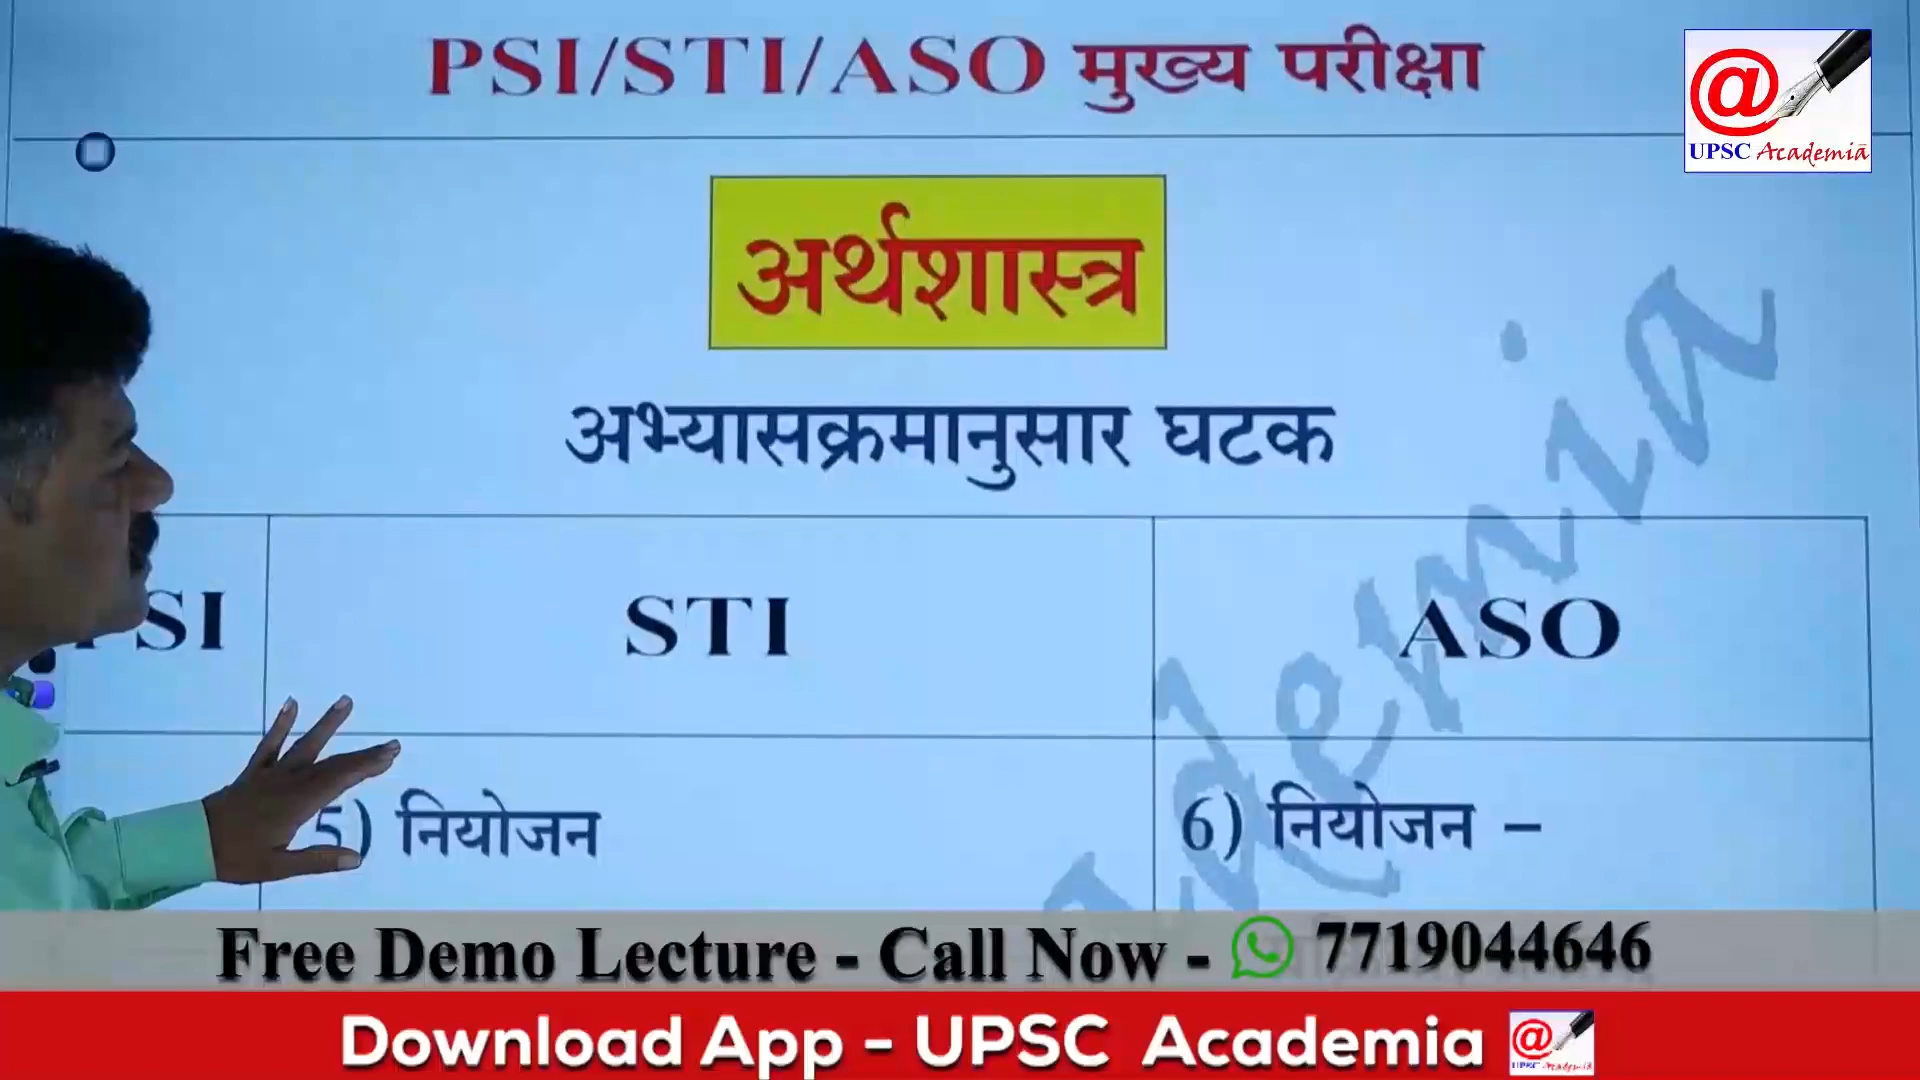 PSI/STI/ASO मुख्य परीक्षा
@
UPSC Academia
अर्थशास्त्र
अभ्यासक्रमानुसार घटक
PSI STI ASO
5) नियोजन 6) नियोजन –
Free Demo Lecture - Call Now - 7719044646
Download App - UPSC Academia